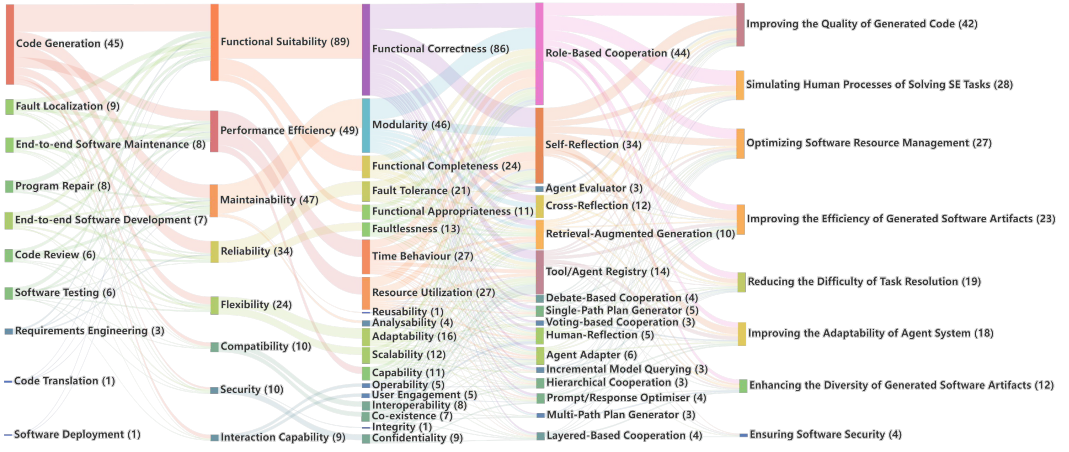 Code Generation (45)
Fault Localization (9)
End-to-end Software Maintenance (8)
Program Repair (8)
End-to-end Software Development (7)
Code Review (6)
Software Testing (6)
Requirements Engineering (3)
Code Translation (1)
Software Deployment (1)
Functional Suitability (89)
Performance Efficiency (49)
Maintainability (47)
Reliability (34)
Flexibility (24)
Compatibility (10)
Security (10)
Interaction Capability (9)
Functional Correctness (86)
Modularity (46)
Functional Completeness (24)
Fault Tolerance (21)
Functional Appropriateness (11)
Faultlessness (13)
Time Behaviour (27)
Resource Utilization (27)
Reusability (1)
Analysability (4)
Adaptability (16)
Scalability (12)
Capability (11)
Operability (5)
User Engagement (5)
Interoperability (8)
Co-existence (7)
Integrity (1)
Confidentiality (9)
Role-Based Cooperation (44)
Self-Reflection (34)
Agent Evaluator (3)
Cross-Reflection (12)
Retrieval-Augmented Generation (10)
Tool/Agent Registry (14)
Debate-Based Cooperation (4)
Single-Path Plan Generator (5)
Voting-based Cooperation (3)
Human-Reflection (5)
Agent Adapter (6)
Incremental Model Querying (3)
Hierarchical Cooperation (3)
Prompt/Response Optimiser (4)
Multi-Path Plan Generator (3)
Layered-Based Cooperation (4)
Improving the Quality of Generated Code (42)
Simulating Human Processes of Solving SE Tasks (28)
Optimizing Software Resource Management (27)
Improving the Efficiency of Generated Software Artifacts (23)
Reducing the Difficulty of Task Resolution (19)
Improving the Adaptability of Agent System (18)
Enhancing the Diversity of Generated Software Artifacts (12)
Ensuring Software Security (4)